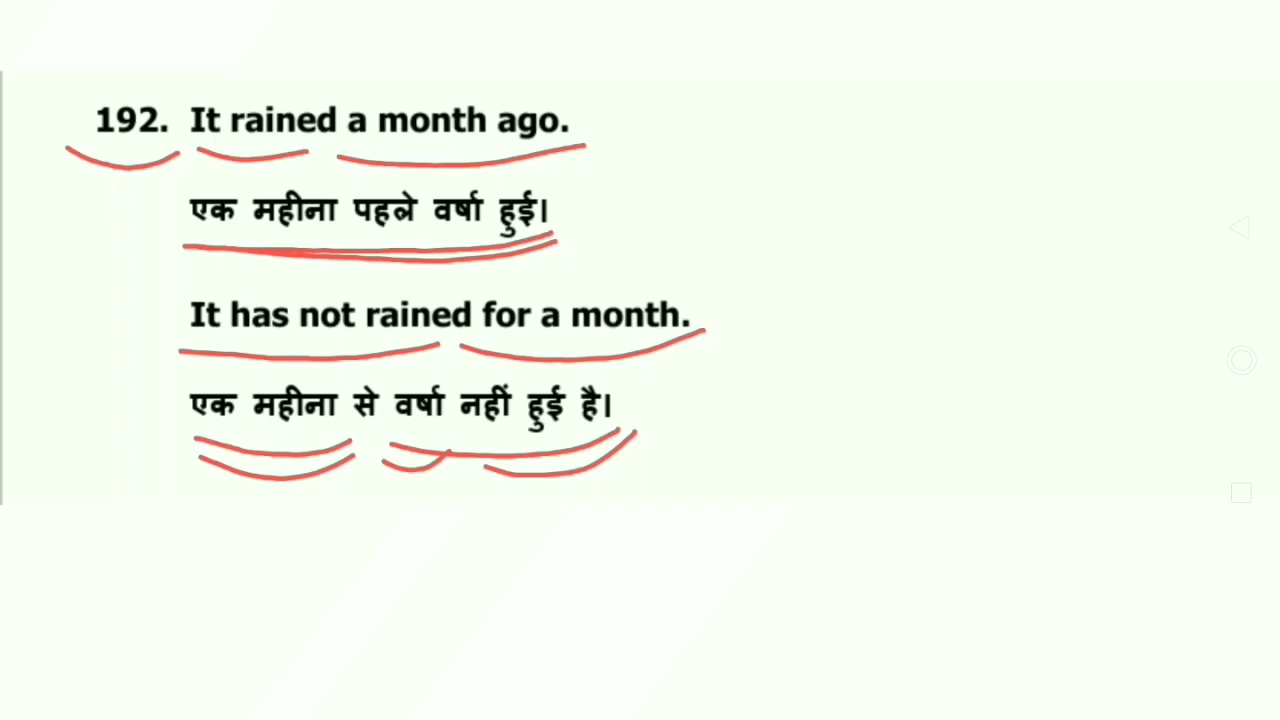 192. It rained a month ago.
एक महीना पहले वर्षा हुई।
It has not rained for a month.
एक महीना से वर्षा नहीं हुई है।